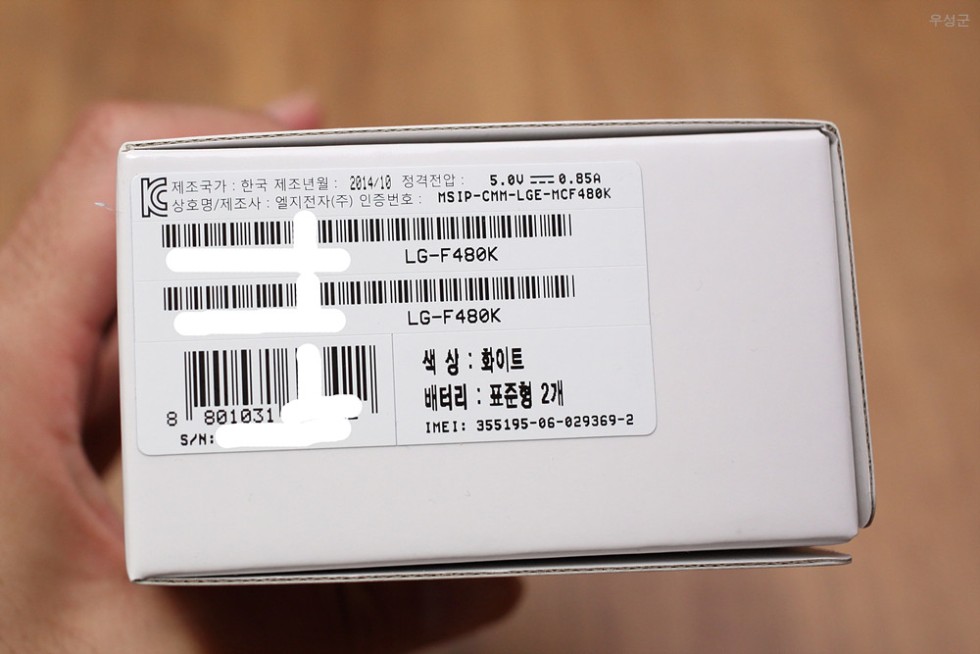 우성군
제조국가 : 한국 제조년월 : 2014/10 정격전압 : 5.0V ⎓ 0.85A
상호명/제조사 : 엘지전자(주) 인증번호 : MSIP-CMM-LGE-MCF480K
LG-F480K
LG-F480K
8 801031
S/N:
색 상 : 화이트
배터리 : 표준형 2개
IMEI: 355195-06-029369-2